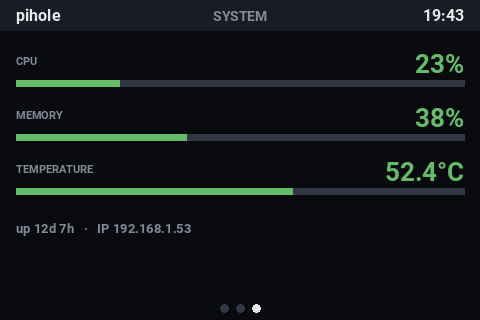 pihole SYSTEM 19:43
CPU 23%
MEMORY 38%
TEMPERATURE 52.4°C
up 12d 7h · IP 192.168.1.53